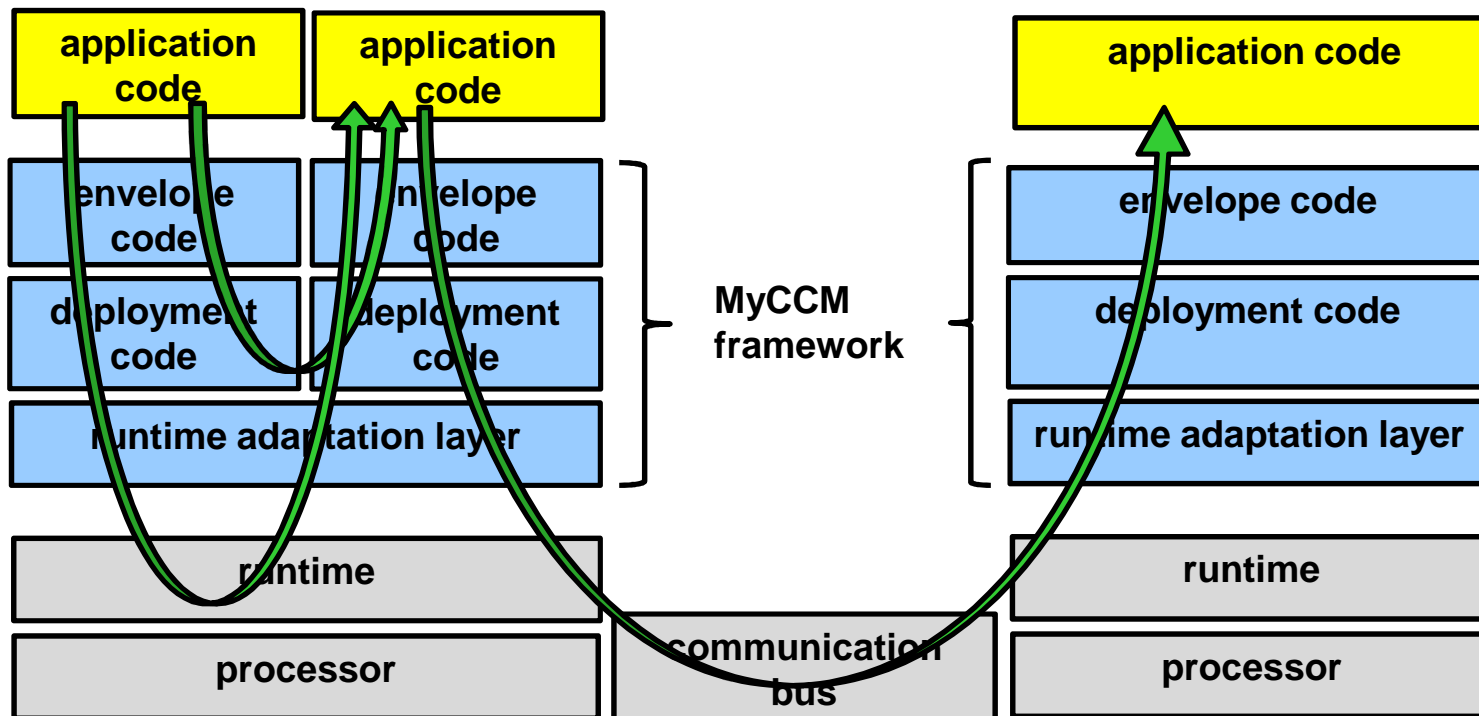 application
code
application
code
application code
envelope
code
envelope
code
envelope code
deployment
code
deployment
code
MyCCM
framework
deployment code
runtime adaptation layer
runtime adaptation layer
runtime
runtime
processor
communication
bus
processor